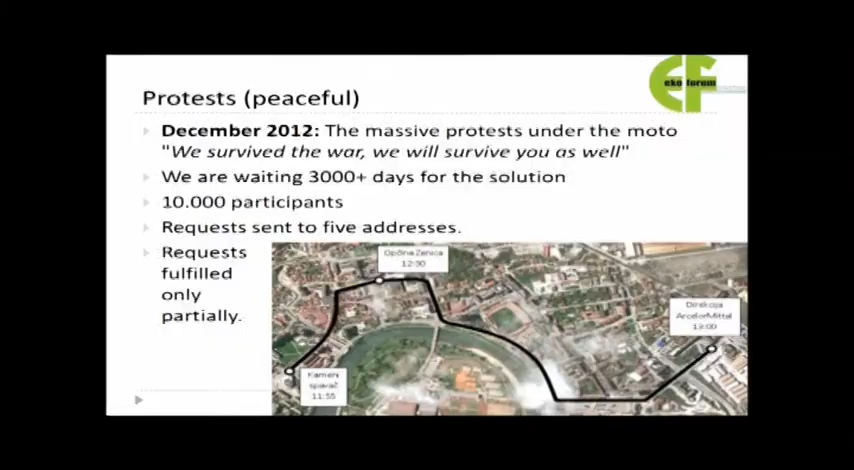 eko forum
Protests (peaceful)
December 2012: The massive protests under the moto
"We survived the war, we will survive you as well"
We are waiting 3000+ days for the solution
10.000 participants
Requests sent to five addresses.
Requests
fulfilled
only
partially.
Općina Zenica
12:30
Direkcija
ArcelorMittal
13:00
Kameni
spavač
11:55